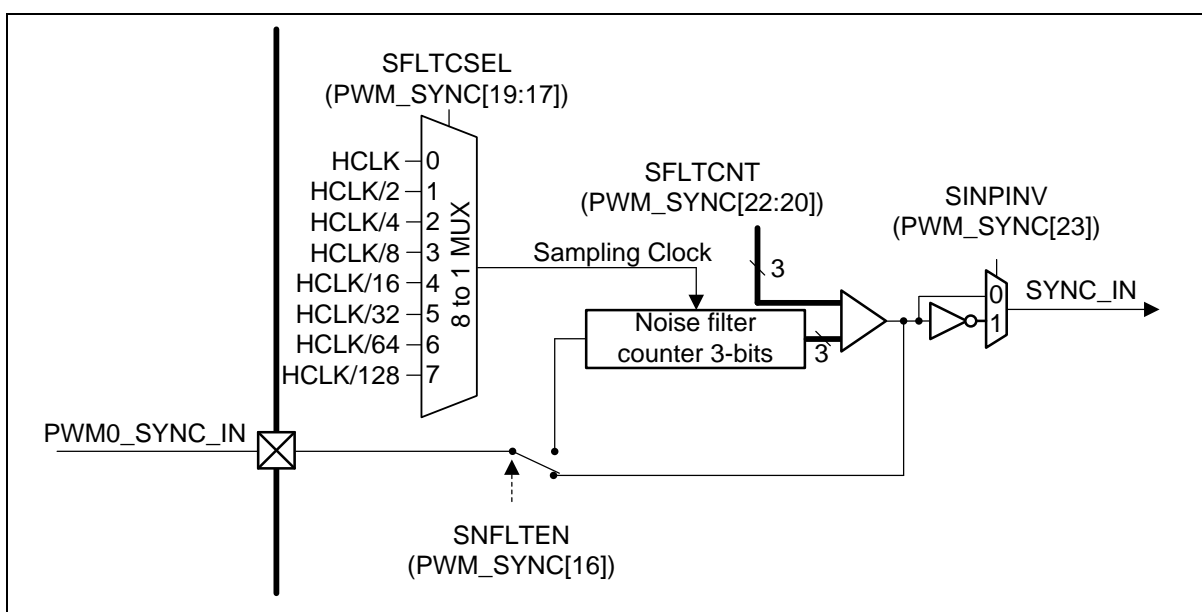 SFLTCSEL
(PWM_SYNC[19:17])
HCLK 0
HCLK/2 1
HCLK/4 2
HCLK/8 3
HCLK/16 4
HCLK/32 5
HCLK/64 6
HCLK/128 7
8 to 1 MUX
Sampling Clock
SFLTCNT
(PWM_SYNC[22:20])
3
Noise filter
counter 3-bits
3
SINPINV
(PWM_SYNC[23])
0
1
SYNC_IN
PWM0_SYNC_IN
SNFLTEN
(PWM_SYNC[16])